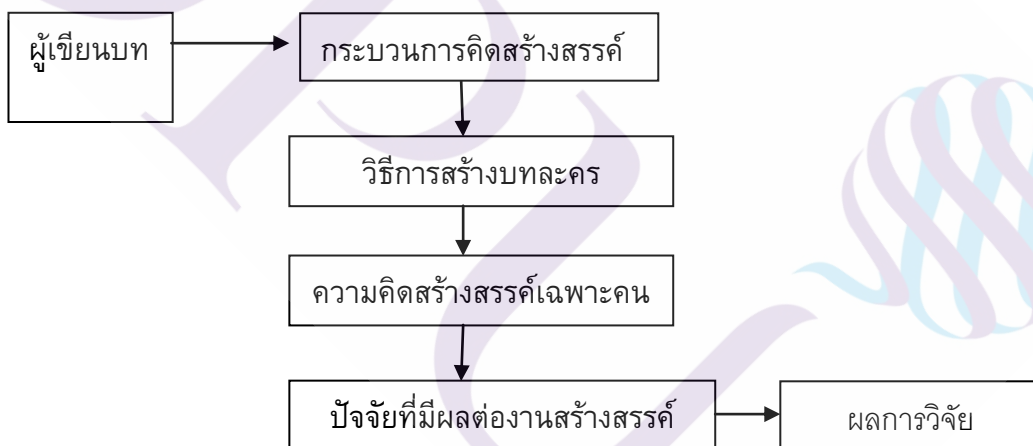 ผู้เขียนบท
กระบวนการคิดสร้างสรรค์
วิธีการสร้างบทละคร
ความคิดสร้างสรรค์เฉพาะคน
ปัจจัยที่มีผลต่องานสร้างสรรค์
ผลการวิจัย